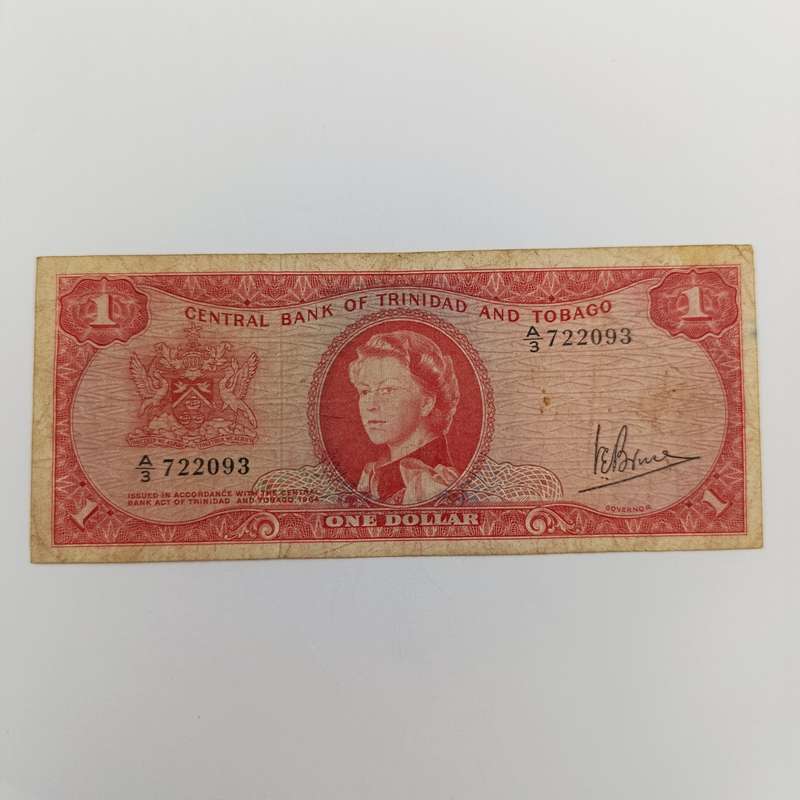 1
1
CENTRAL BANK OF TRINIDAD AND TOBAGO
A/3 722093
A/3 722093
ISSUED IN ACCORDANCE WITH THE CENTRAL
BANK ACT OF TRINIDAD AND TOBAGO 1964
V E Bruce
GOVERNOR
1
ONE DOLLAR
1